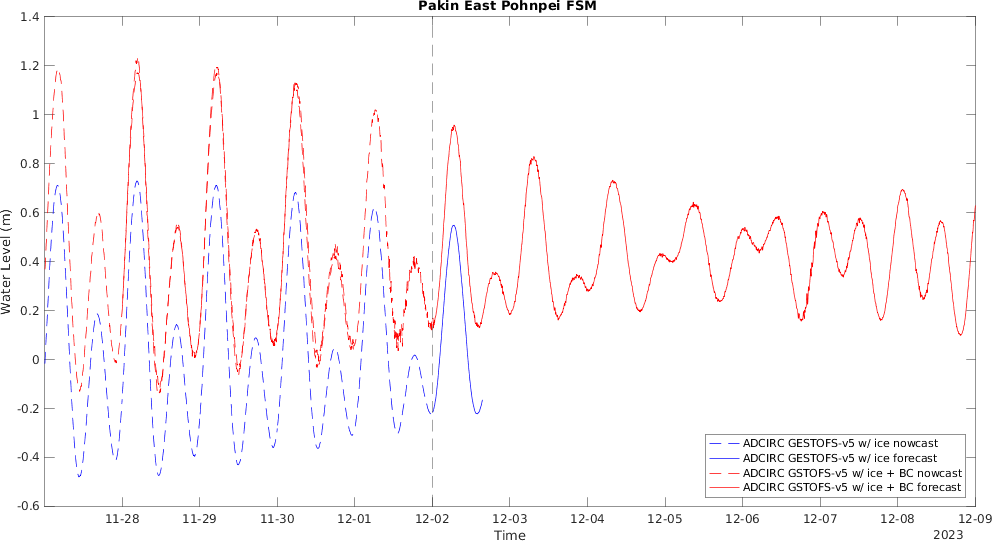 Pakin East Pohnpei FSM
Water Level (m)
1.4
1.2
1
0.8
0.6
0.4
0.2
0
-0.2
-0.4
-0.6
ADCIRC GESTOFS-v5 w/ ice nowcast
ADCIRC GESTOFS-v5 w/ ice forecast
ADCIRC GSTOFS-v5 w/ ice + BC nowcast
ADCIRC GSTOFS-v5 w/ ice + BC forecast
11-28 11-29 11-30 12-01 12-02 12-03 12-04 12-05 12-06 12-07 12-08 12-09
Time
2023